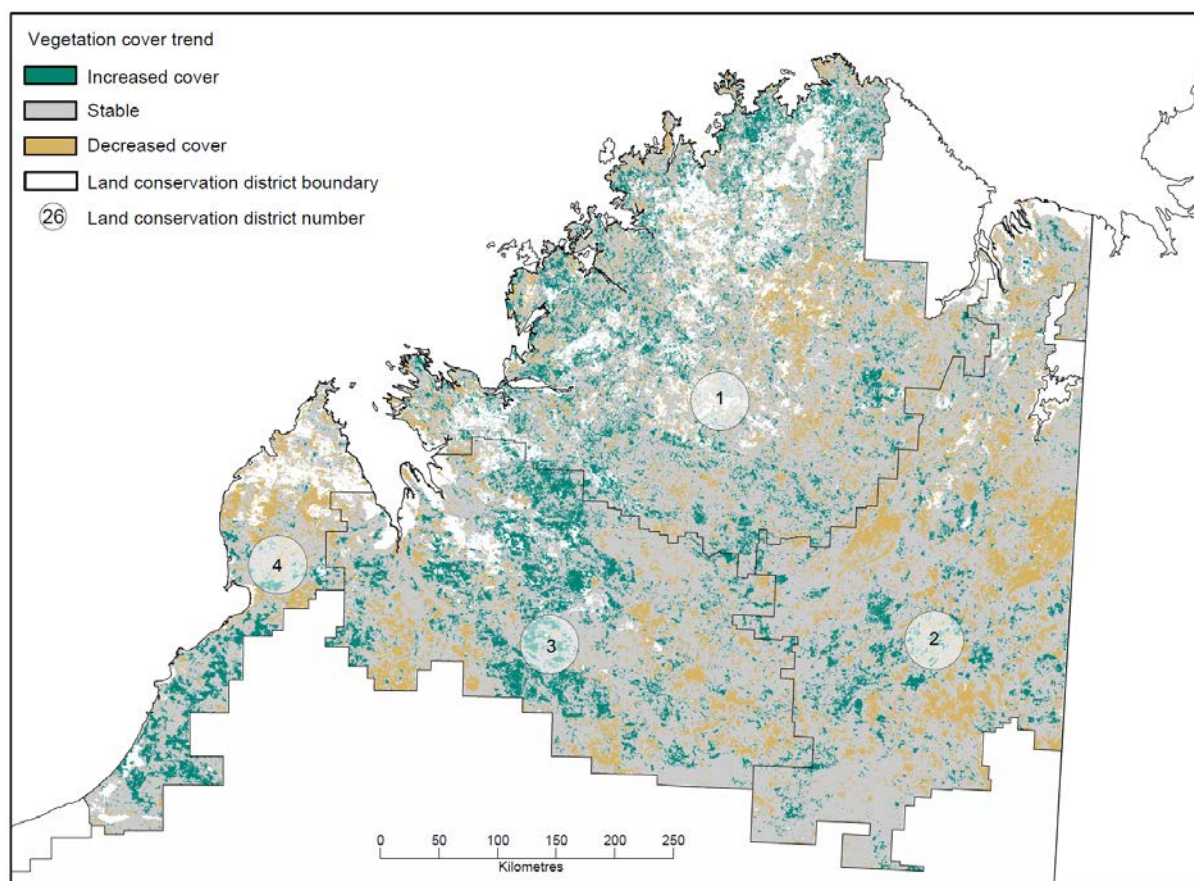 Vegetation cover trend
Increased cover
Stable
Decreased cover
Land conservation district boundary
26 Land conservation district number
1
4
3
2
0 50 100 150 200 250
Kilometres